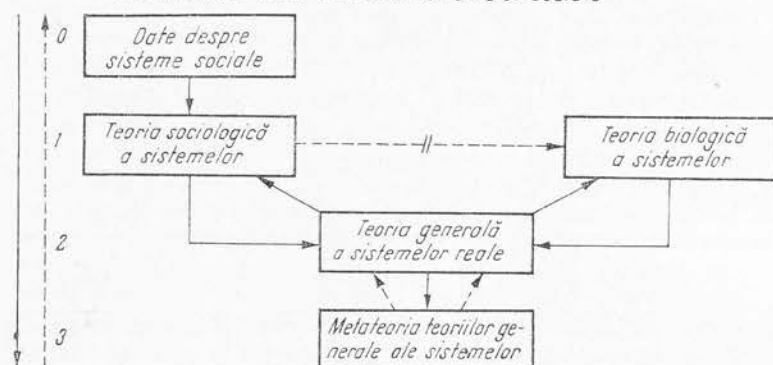 0
Date despre
sisteme sociale
1
Teoria sociologică
a sistemelor
Teoria biologică
a sistemelor
2
Teoria generală
a sistemelor reale
3
Metateoria teoriilor ge-
nerale ale sistemelor